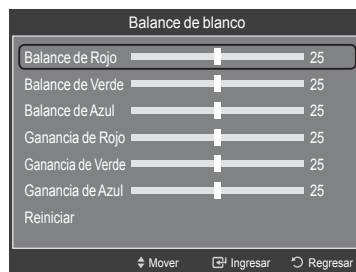 Balance de blanco
Balance de Rojo 25
Balance de Verde 25
Balance de Azul 25
Ganancia de Rojo 25
Ganancia de Verde 25
Ganancia de Azul 25
Reiniciar
Mover Ingresar Regresar